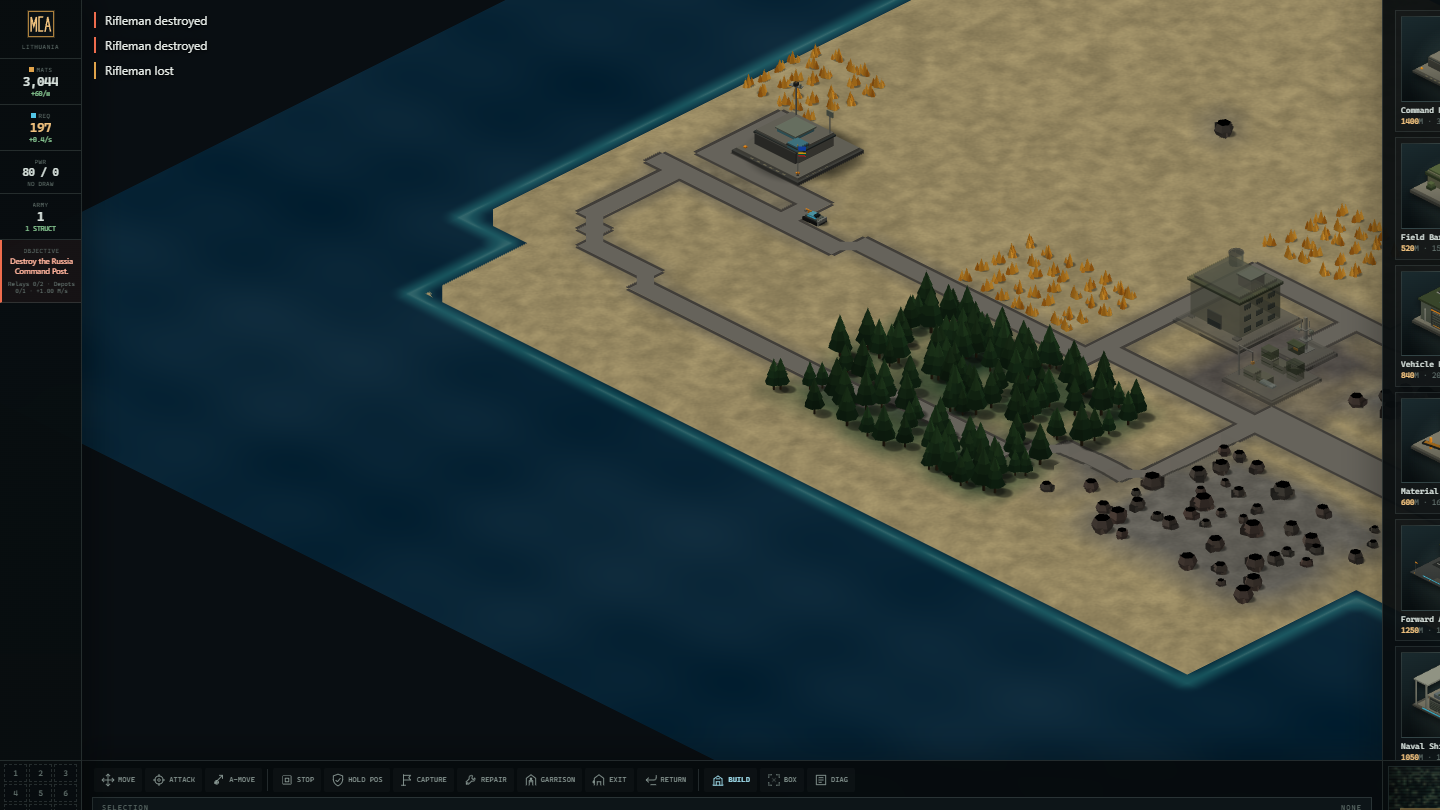 MCA
LITHUANIA
MATS
3,044
+60/m
REQ
197
+0.4/s
PWR
80 / 0
NO DRAW
ARMY
1
1 STRUCT
OBJECTIVE
Destroy the Russia
Command Post.
Relays 0/2 · Depots
0/1 · +1.00 M/s
Rifleman destroyed
Rifleman destroyed
Rifleman lost
Command
1400M
Field Bar
520M
Vehicle
840M
Material
600M
Forward
1250M
Naval Shi
1050M
1 2 3
4 5 6
MOVE ATTACK A-MOVE STOP HOLD POS CAPTURE REPAIR GARRISON EXIT RETURN BUILD BOX DIAG
SELECTION NONE